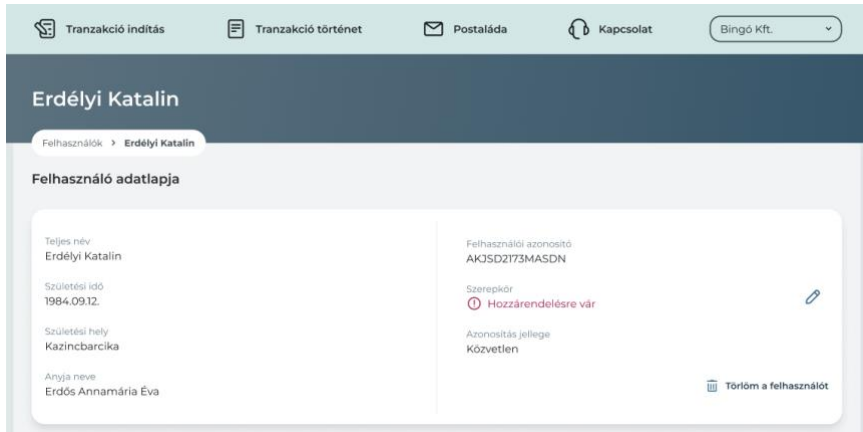 Tranzakció indítás
Tranzakció történet
Postaláda
Kapcsolat
Bingó Kft.
Erdélyi Katalin
Felhasználók > Erdélyi Katalin
Felhasználó adatlapja
Teljes név
Erdélyi Katalin
Születési idő
1984.09.12.
Születési hely
Kazincbarcika
Anyja neve
Erdős Annamária Éva
Felhasználói azonosító
AKJSD2173MASDN
Szerepkör
Hozzárendelésre vár
Azonosítás jellege
Közvetlen
Törlöm a felhasználót